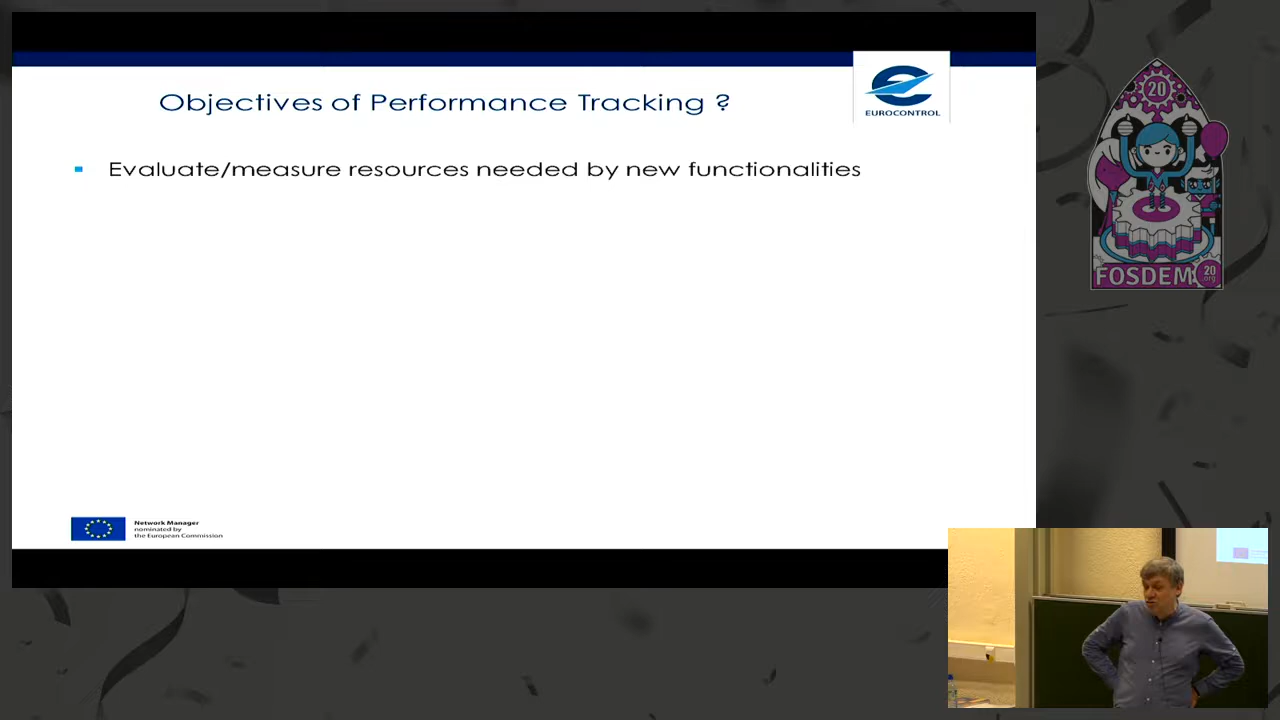 Objectives of Performance Tracking ?
EUROCONTROL
Evaluate/measure resources needed by new functionalities
Network Manager
nominated by
the European Commission
20
FOSDEM
20
.org